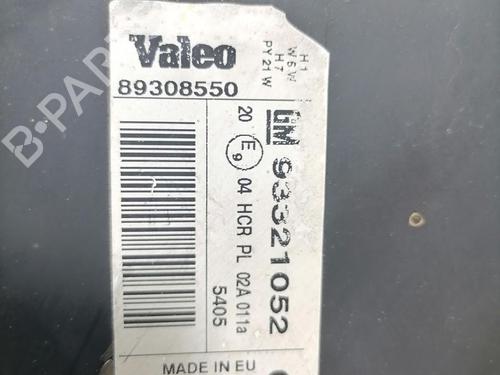 Valeo
89308550
H1
W5W
H7
PY21W
GM 93321052
20 E9 04 HCR PL 02A 011a
5405
MADE IN EU
B-PARTS